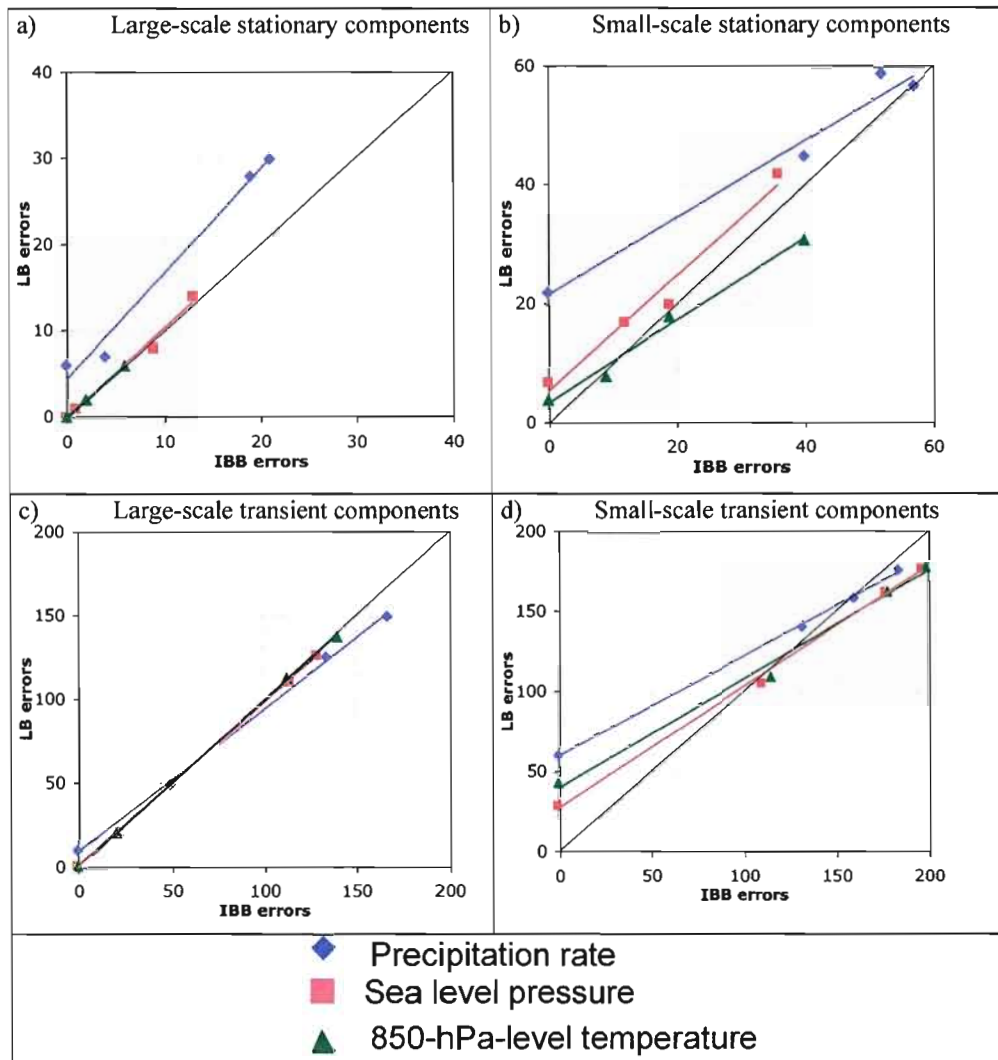 a) Large-scale stationary components
40
30
20
10
0
0 10 20 30 40
LB errors
IBB errors
b) Small-scale stationary components
60
40
20
0
0 20 40 60
LB errors
IBB errors
c) Large-scale transient components
200
150
100
50
0
0 50 100 150 200
LB errors
IBB errors
d) Small-scale transient components
200
150
100
50
0
0 100 200
LB errors
IBB errors
Precipitation rate
Sea level pressure
850-hPa-level temperature